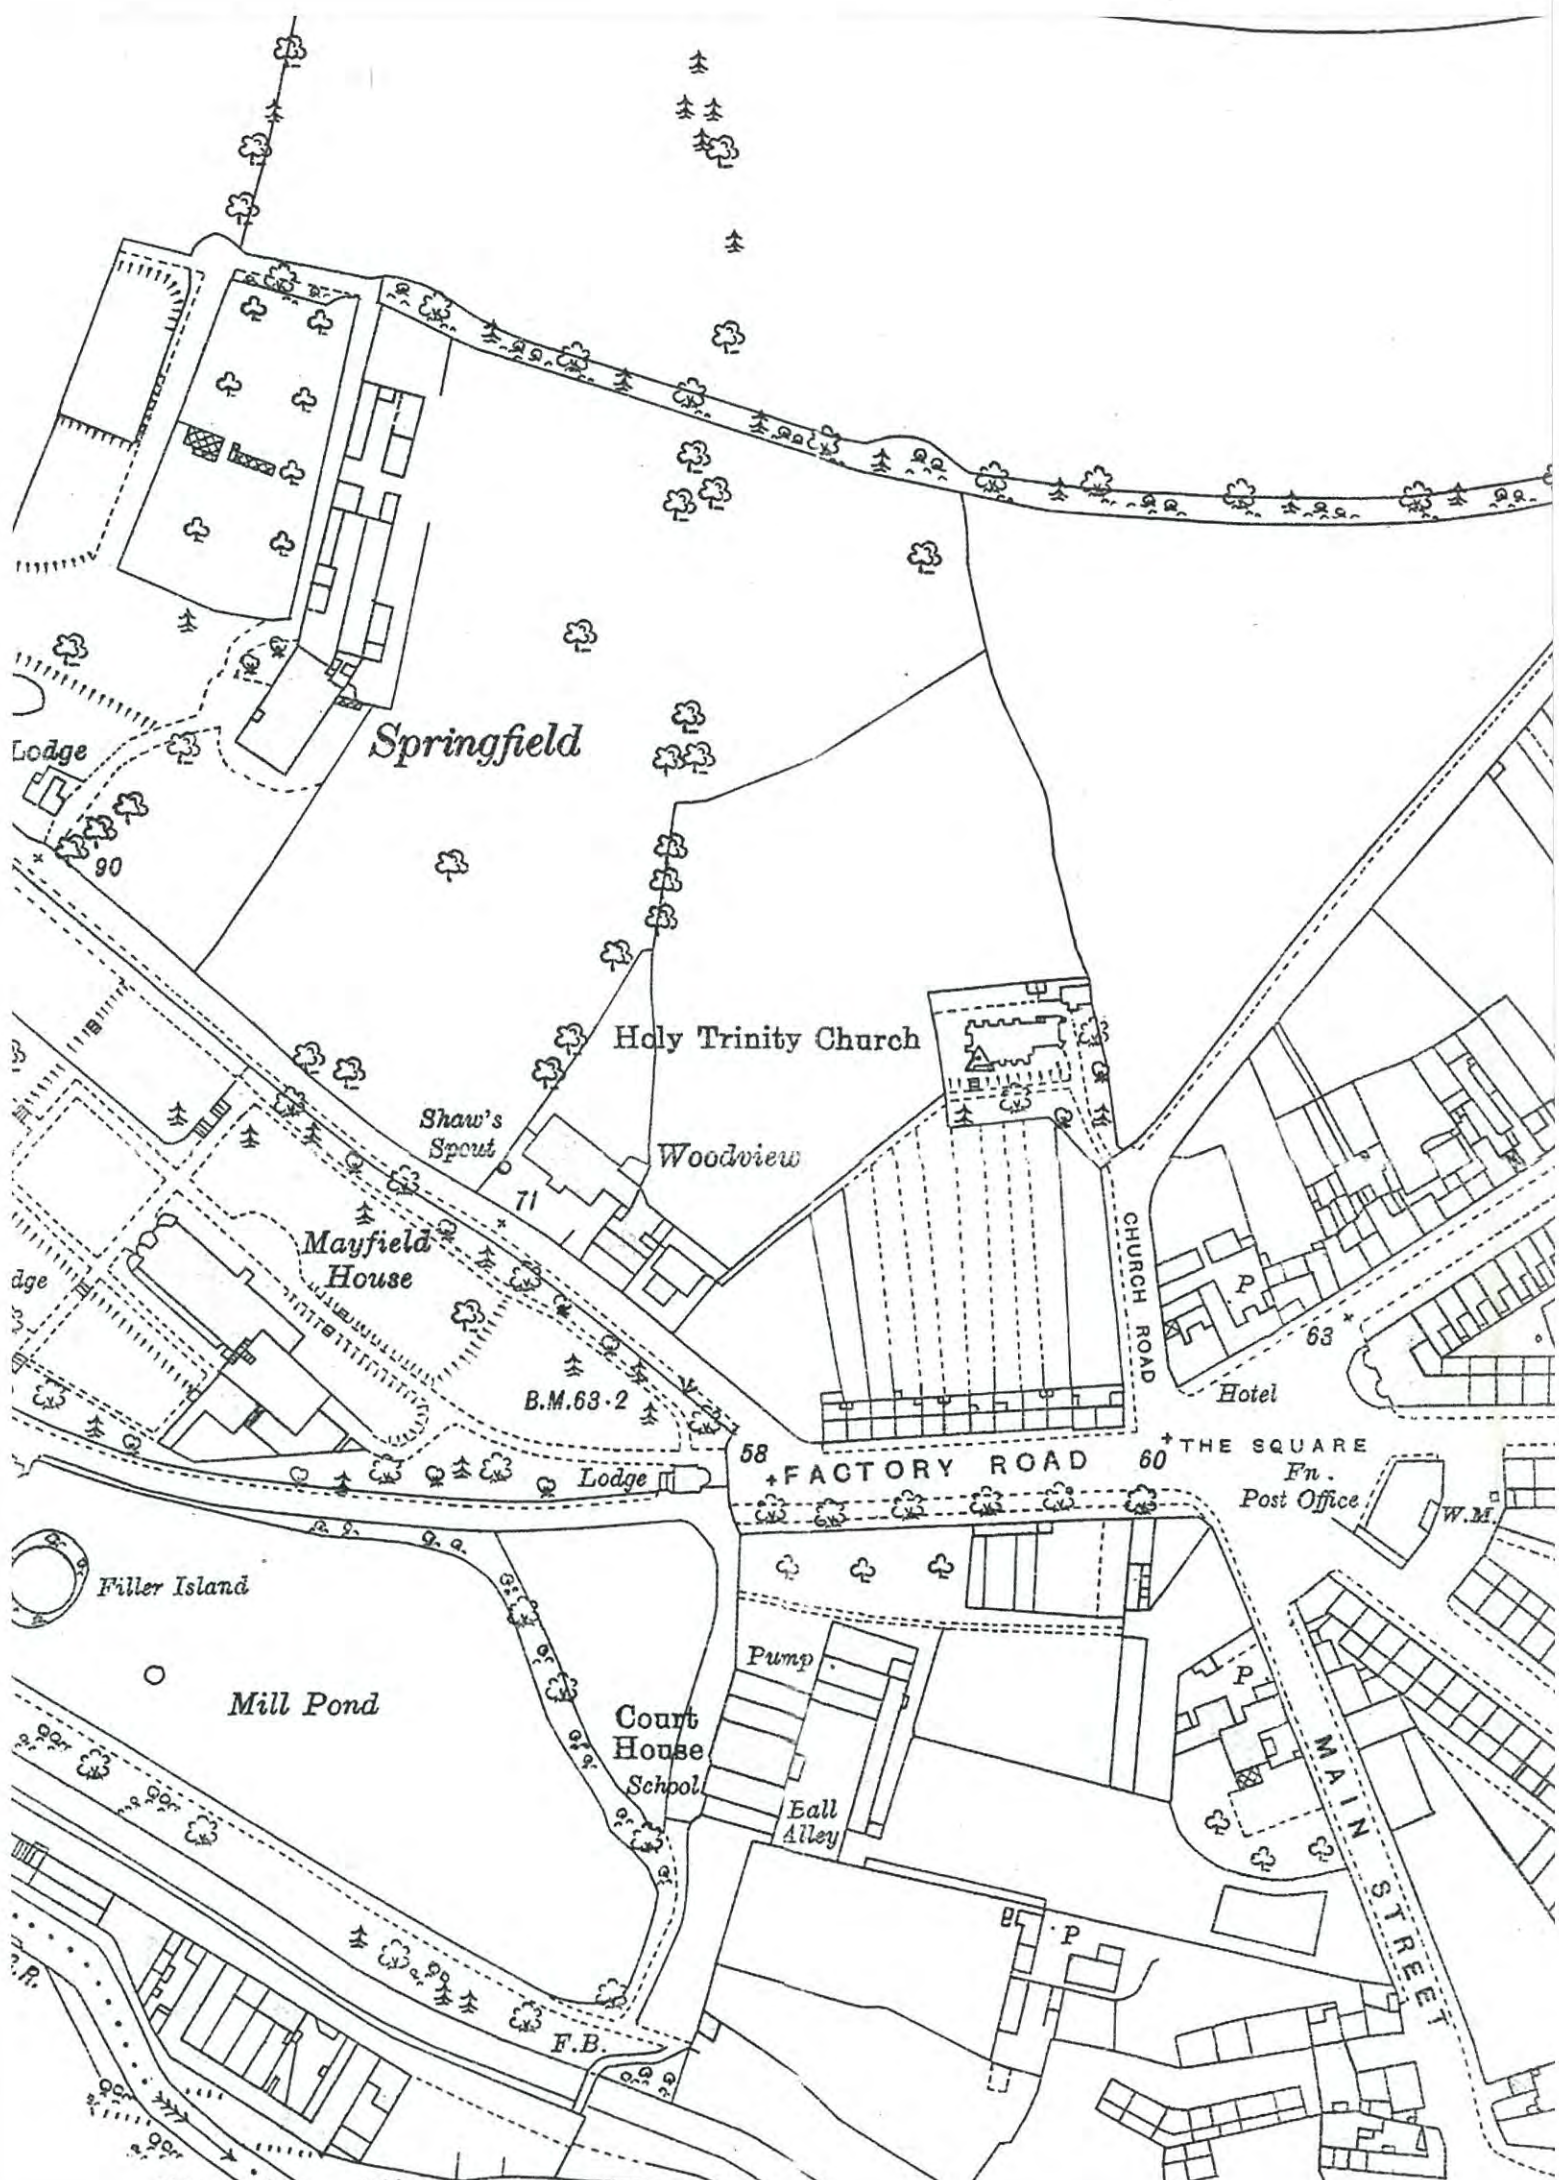 Springfield
Lodge
90
Holy Trinity Church
Shaw's
Spout
71
Woodview
Mayfield
House
CHURCH ROAD
P
63
B.M.63·2
Hotel
58
FACTORY ROAD
60
THE SQUARE
Lodge
Fn.
Post Office
W.M.
Filler Island
Mill Pond
Pump
Court
House
School
Ball
Alley
P
MAIN STREET
P
F.B.